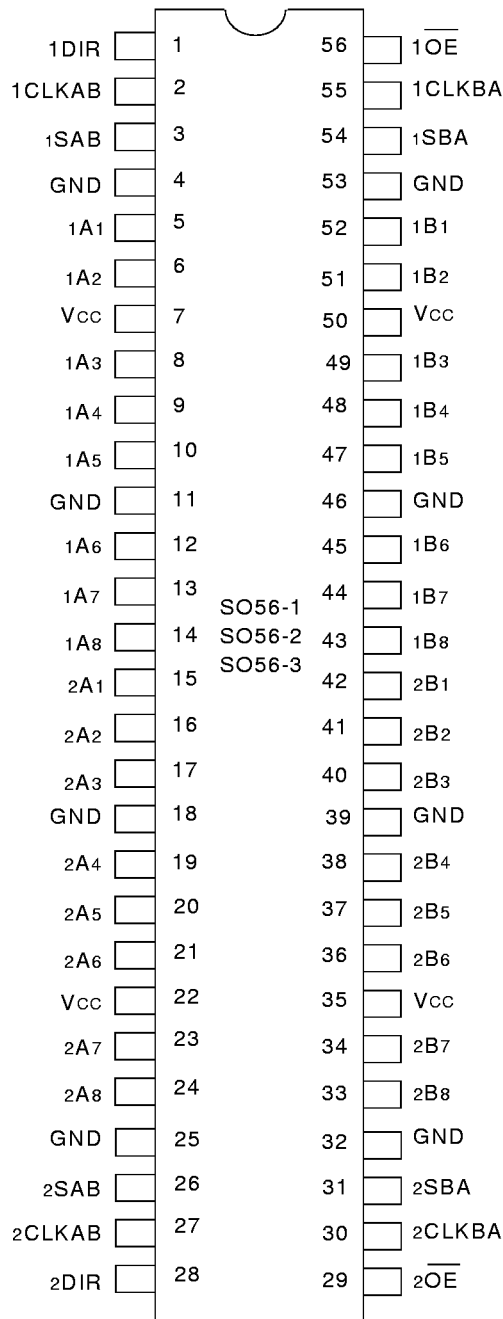 1DIR 1 56 1O̅E̅
1CLKAB 2 55 1CLKBA
1SAB 3 54 1SBA
GND 4 53 GND
1A1 5 52 1B1
1A2 6 51 1B2
VCC 7 50 VCC
1A3 8 49 1B3
1A4 9 48 1B4
1A5 10 47 1B5
GND 11 46 GND
1A6 12 45 1B6
1A7 13 44 1B7
SO56-1
1A8 14 SO56-2 43 1B8
SO56-3
2A1 15 42 2B1
2A2 16 41 2B2
2A3 17 40 2B3
GND 18 39 GND
2A4 19 38 2B4
2A5 20 37 2B5
2A6 21 36 2B6
VCC 22 35 VCC
2A7 23 34 2B7
2A8 24 33 2B8
GND 25 32 GND
2SAB 26 31 2SBA
2CLKAB 27 30 2CLKBA
2DIR 28 29 2O̅E̅